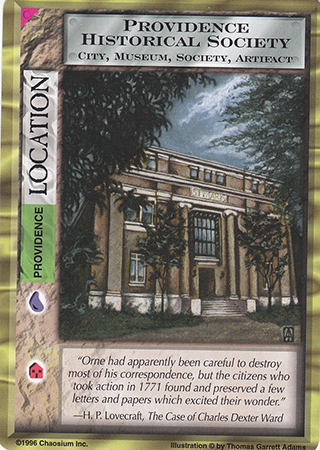 PROVIDENCE
HISTORICAL SOCIETY
CITY, MUSEUM, SOCIETY, ARTIFACT
LOCATION
PROVIDENCE
"Orne had apparently been careful to destroy
most of his correspondence, but the citizens who
took action in 1771 found and preserved a few
letters and papers which excited their wonder."
—H. P. Lovecraft, The Case of Charles Dexter Ward
©1996 Chaosium Inc.
Illustration © by Thomas Garrett Adams